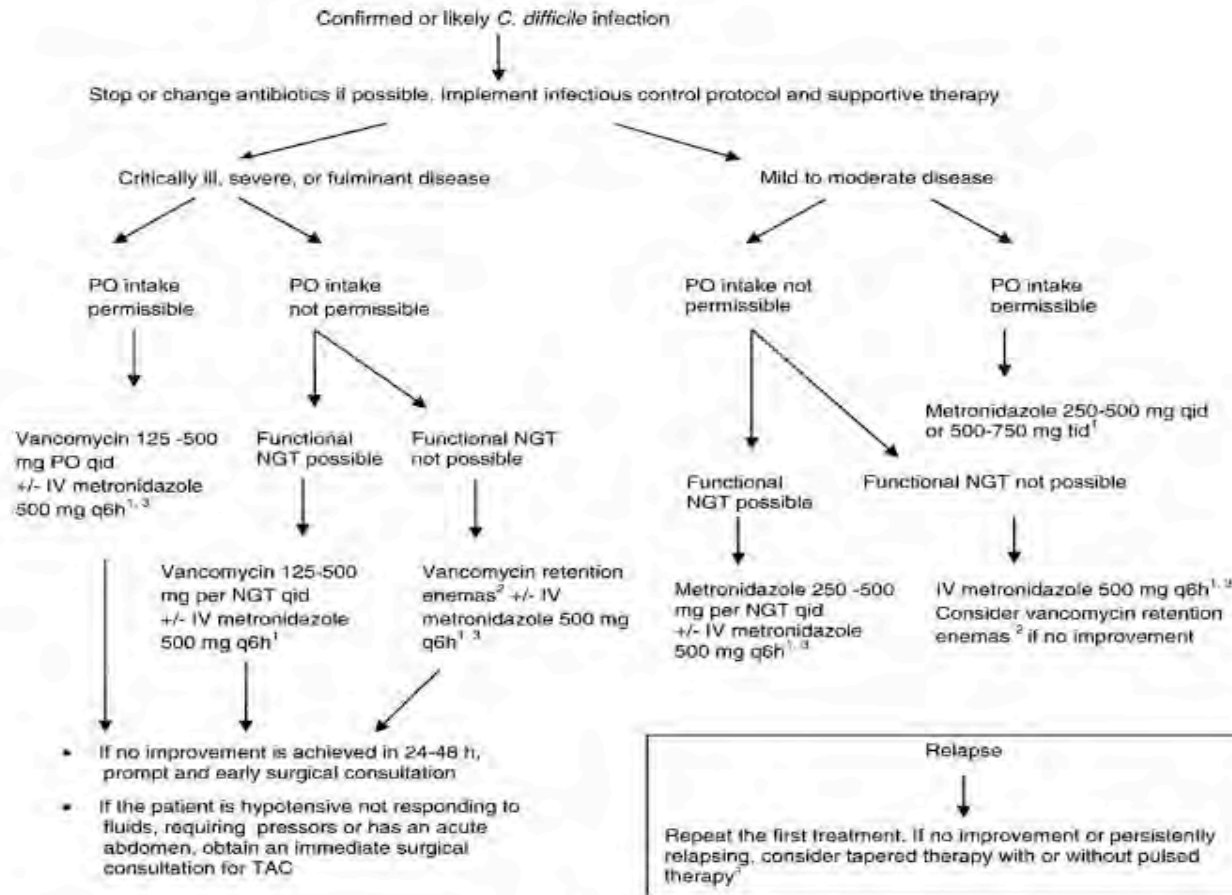 Confirmed or likely C. difficile infection
Stop or change antibiotics if possible. Implement infectious control protocol and supportive therapy
Critically ill, severe, or fulminant disease
Mild to moderate disease
PO intake
permissible
PO intake
not permissible
PO intake not
permissible
PO intake
permissible
Vancomycin 125 -500
mg PO qid
+/- IV metronidazole
500 mg q6h1, 3
Functional
NGT possible
Functional NGT
not possible
Metronidazole 250-500 mg qid
or 500-750 mg tid1
Functional
NGT possible
Functional NGT not possible
Vancomycin 125-500
mg per NGT qid
+/- IV metronidazole
500 mg q6h1
Vancomycin retention
enemas2 +/- IV
metronidazole 500 mg
q6h1, 3
Metronidazole 250 -500
mg per NGT qid
+/- IV metronidazole
500 mg q6h1, 3
IV metronidazole 500 mg q6h1, 3
Consider vancomycin retention
enemas 2 if no improvement
• If no improvement is achieved in 24-48 h,
prompt and early surgical consultation
• If the patient is hypotensive not responding to
fluids, requiring pressors or has an acute
abdomen, obtain an immediate surgical
consultation for TAC
Relapse
Repeat the first treatment. If no improvement or persistently
relapsing, consider tapered therapy with or without pulsed
therapy